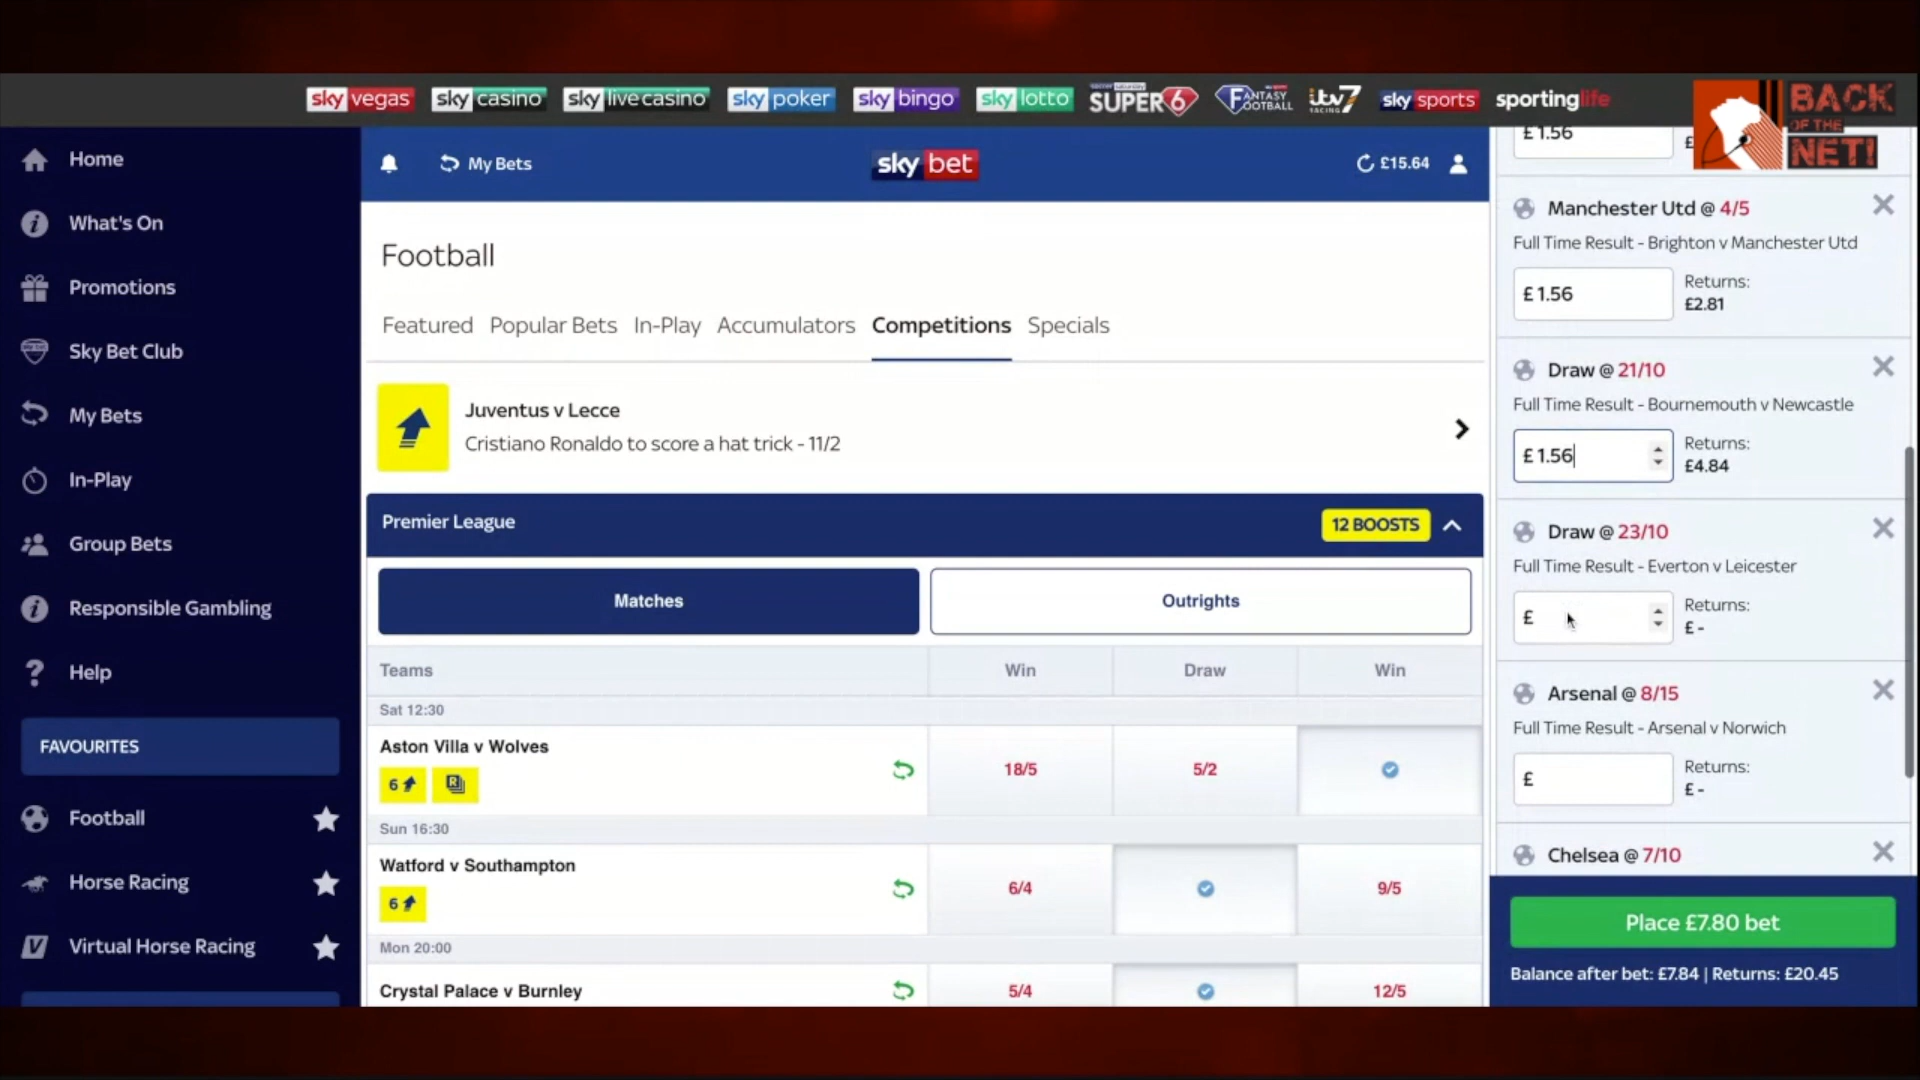 sky vegas
sky casino
sky livecasino
sky poker
sky bingo
sky lotto
SUPER 6
FANTASY FOOTBALL
itv7 RACING
sky sports
sportinglife
BACK
OF THE
NET!
Home
What's On
Promotions
Sky Bet Club
My Bets
In-Play
Group Bets
Responsible Gambling
Help
FAVOURITES
Football
Horse Racing
Virtual Horse Racing
My Bets
sky bet
£15.64
Football
Featured Popular Bets In-Play Accumulators Competitions Specials
Juventus v Lecce
Cristiano Ronaldo to score a hat trick - 11/2
Premier League
12 BOOSTS
Matches
Outrights
Teams Win Draw Win
Sat 12:30
Aston Villa v Wolves
6
R
18/5 5/2
Sun 16:30
Watford v Southampton
6
6/4 9/5
Mon 20:00
Crystal Palace v Burnley
5/4 12/5
£1.56
£
Manchester Utd @ 4/5
Full Time Result - Brighton v Manchester Utd
£1.56
Returns:
£2.81
Draw @ 21/10
Full Time Result - Bournemouth v Newcastle
£1.56
Returns:
£4.84
Draw @ 23/10
Full Time Result - Everton v Leicester
£
Returns:
£ -
Arsenal @ 8/15
Full Time Result - Arsenal v Norwich
£
Returns:
£ -
Chelsea @ 7/10
Place £7.80 bet
Balance after bet: £7.84 | Returns: £20.45